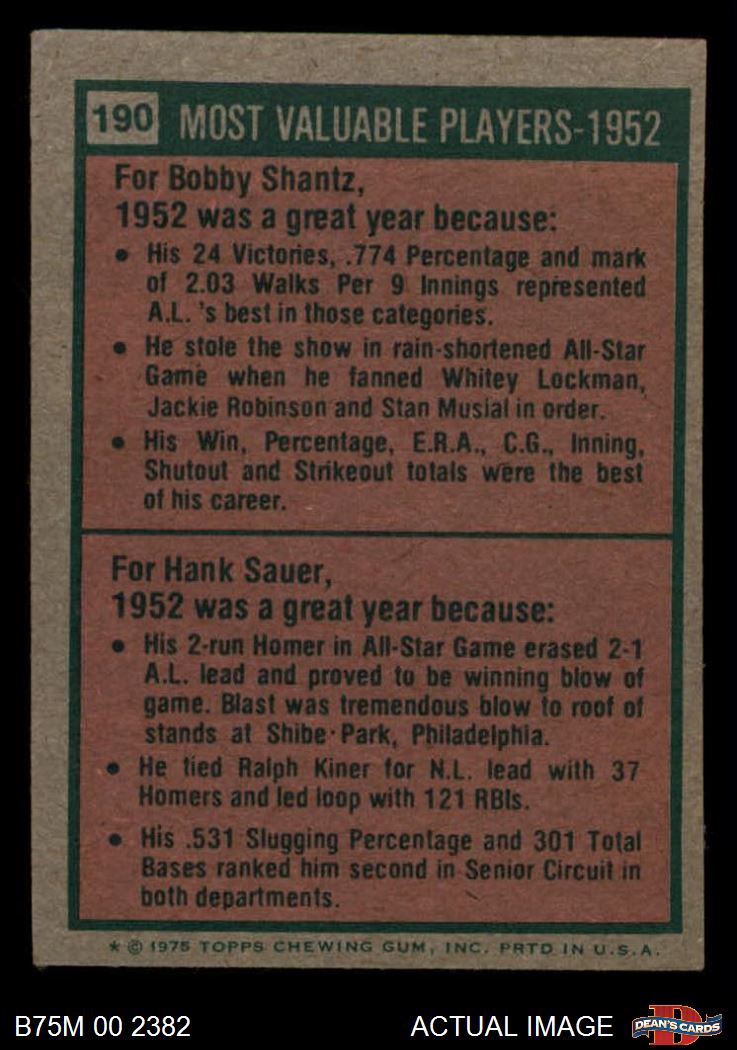 190 MOST VALUABLE PLAYERS-1952
For Bobby Shantz,
1952 was a great year because:
• His 24 Victories, .774 Percentage and mark
of 2.03 Walks Per 9 Innings represented
A.L. 's best in those categories.
• He stole the show in rain-shortened All-Star
Game when he fanned Whitey Lockman,
Jackie Robinson and Stan Musial in order.
• His Win, Percentage, E.R.A., C.G., Inning,
Shutout and Strikeout totals were the best
of his career.
For Hank Sauer,
1952 was a great year because:
• His 2-run Homer in All-Star Game erased 2-1
A.L. lead and proved to be winning blow of
game. Blast was tremendous blow to roof of
stands at Shibe Park, Philadelphia.
• He tied Ralph Kiner for N.L. lead with 37
Homers and led loop with 121 RBIs.
• His .531 Slugging Percentage and 301 Total
Bases ranked him second in Senior Circuit in
both departments.
* © 1975 TOPPS CHEWING GUM, INC. PRTD IN U.S.A.
B75M 00 2382 ACTUAL IMAGE DEAN'S CARDS